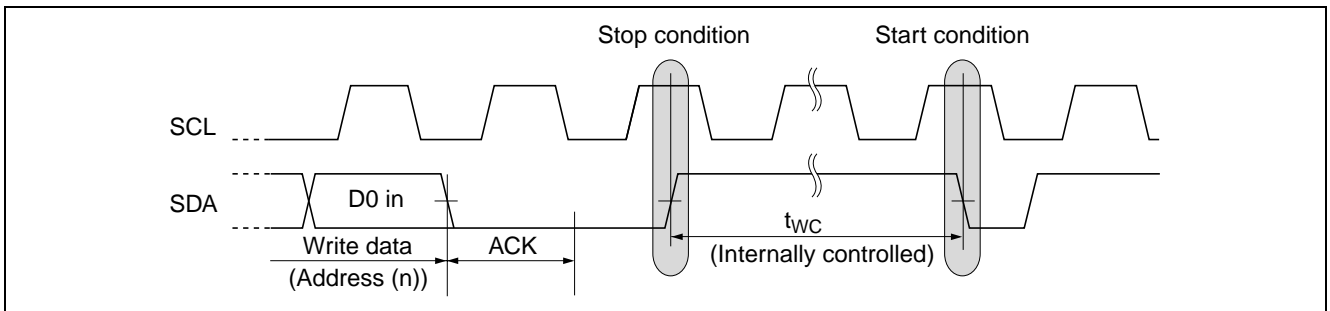 Stop condition
Start condition
SCL
SDA
D0 in
Write data
(Address (n))
ACK
tWC
(Internally controlled)